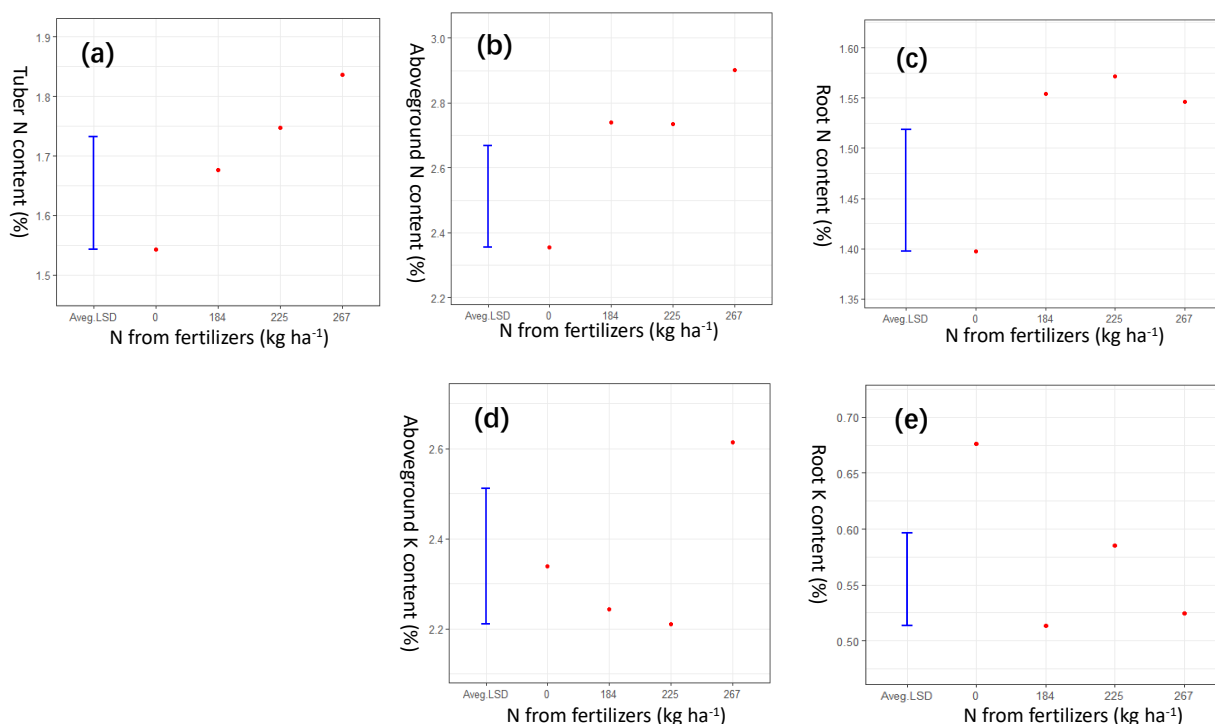 (a)
Tuber N content (%)
1.9
1.8
1.7
1.6
1.5
Aveg.LSD 0 184 225 267
N from fertilizers (kg ha-1)
(b)
Aboveground N content (%)
3.0
2.8
2.6
2.4
2.2
Aveg.LSD 0 184 225 267
N from fertilizers (kg ha-1)
(c)
Root N content (%)
1.60
1.55
1.50
1.45
1.40
1.35
Aveg.LSD 0 184 225 267
N from fertilizers (kg ha-1)
(d)
Aboveground K content (%)
2.6
2.4
2.2
Aveg.LSD 0 184 225 267
N from fertilizers (kg ha-1)
(e)
Root K content (%)
0.70
0.65
0.60
0.55
0.50
Aveg.LSD 0 184 225 267
N from fertilizers (kg ha-1)